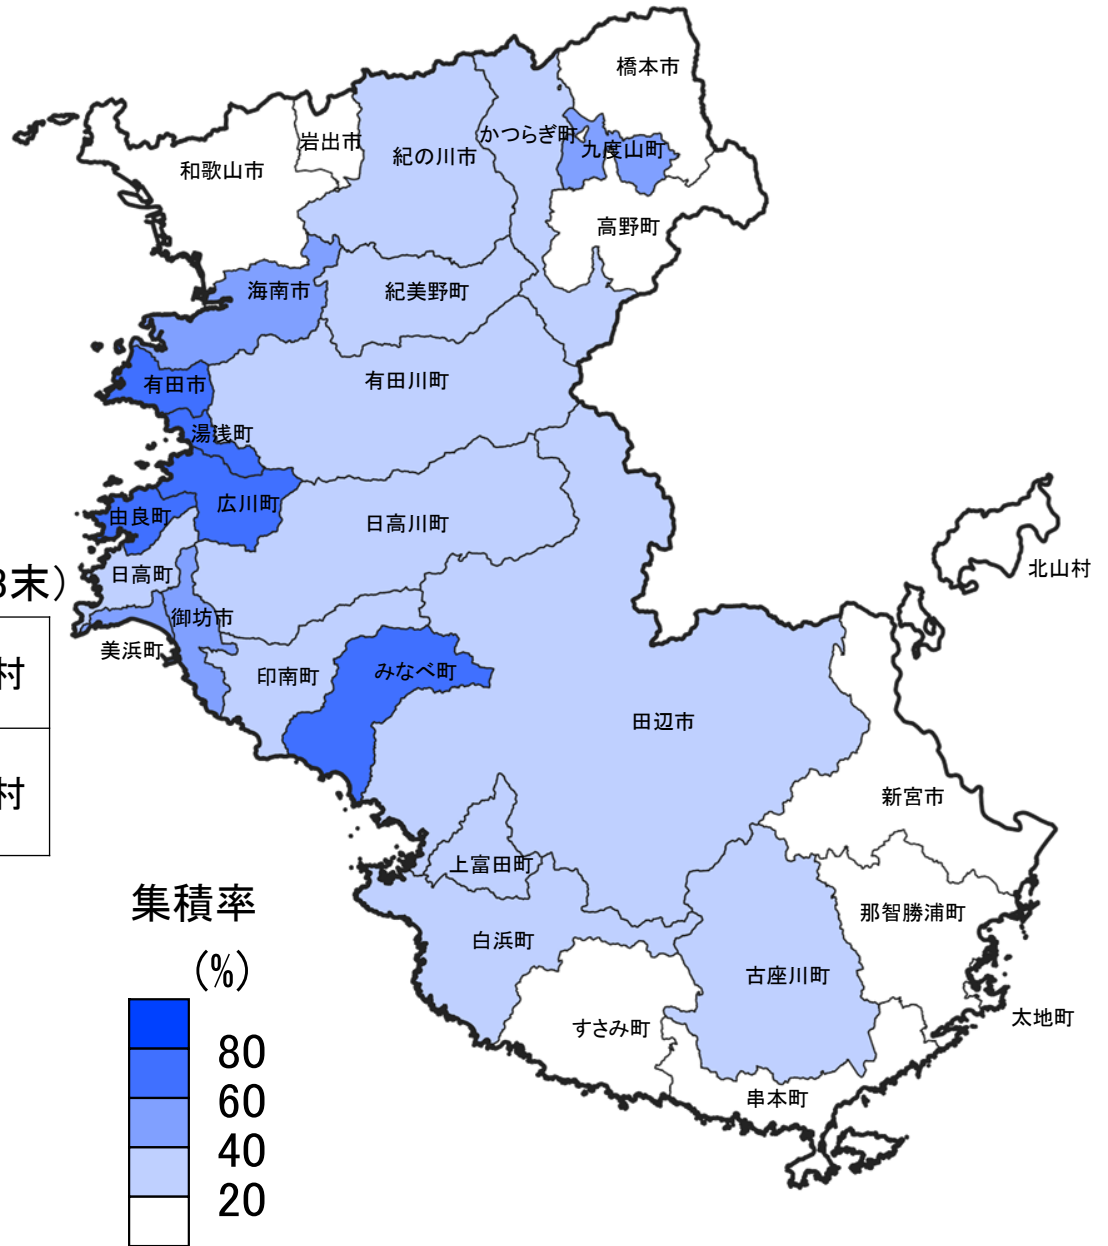 橋本市
岩出市
かつらぎ町
九度山町
和歌山市
紀の川市
高野町
海南市
紀美野町
有田市
有田川町
湯浅町
由良町
広川町
日高川町
北山村
3末）
日高町
御坊市
美浜町
村
印南町
みなべ町
田辺市
村
新宮市
上富田町
集積率
那智勝浦町
白浜町
(%)
古座川町
すさみ町
太地町
80
60
串本町
40
20